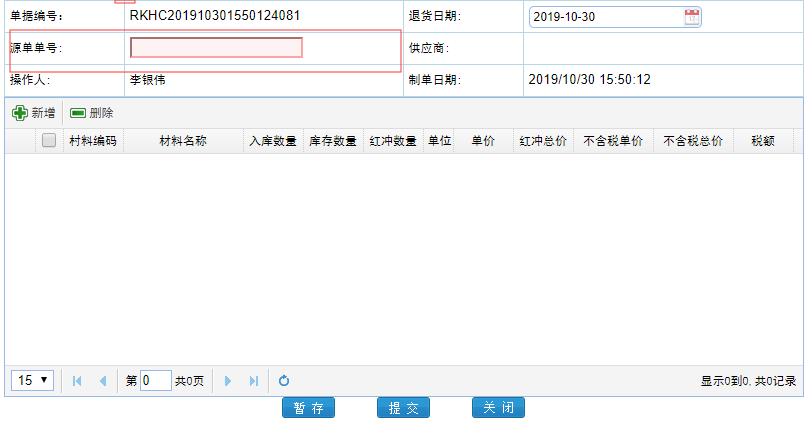 单据编号： RKHC201910301550124081 退货日期： 2019-10-30
源单单号： 供应商：
操作人： 李银伟 制单日期： 2019/10/30 15:50:12
新增 删除
村料编码 材料名称 入库数量 库存数量 红冲数量 单位 单价 红冲总价 不含税单价 不含税总价 税额
15 第 0 共0页 显示0到0, 共0记录
暂存 提交 关闭